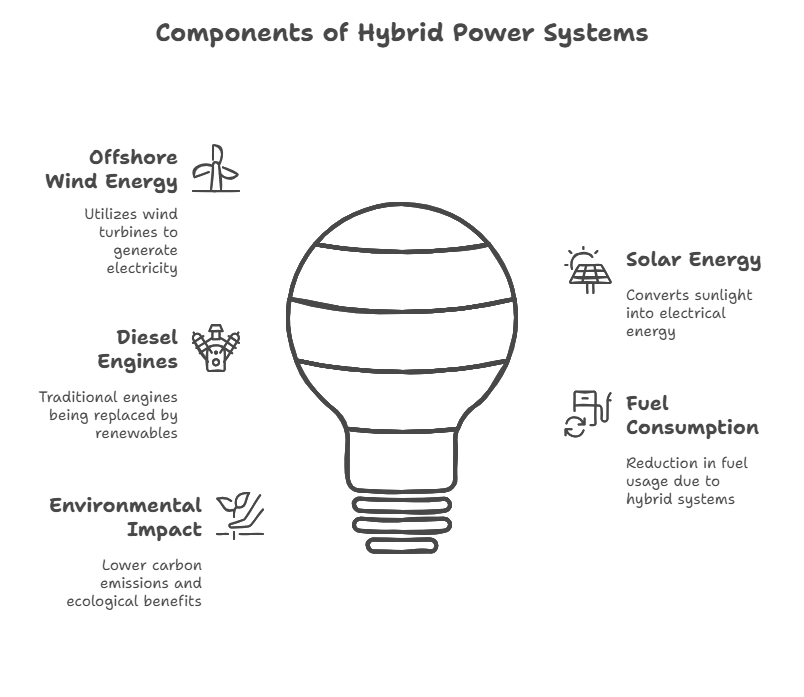 Components of Hybrid Power Systems
Offshore
Wind Energy
Utilizes wind
turbines to
generate
electricity
Diesel
Engines
Traditional engines
being replaced by
renewables
Environmental
Impact
Lower carbon
emissions and
ecological benefits
Solar Energy
Converts sunlight
into electrical
energy
Fuel
Consumption
Reduction in fuel
usage due to
hybrid systems